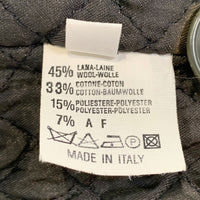 45% LANA-LAINE
WOOL-WOLLE
33% COTONE-COTON
COTTON-BAUMWOLLE
15% POLIESTERE-POLYESTER
POLYESTER-POLYESTER
7% A F
MADE IN ITALY